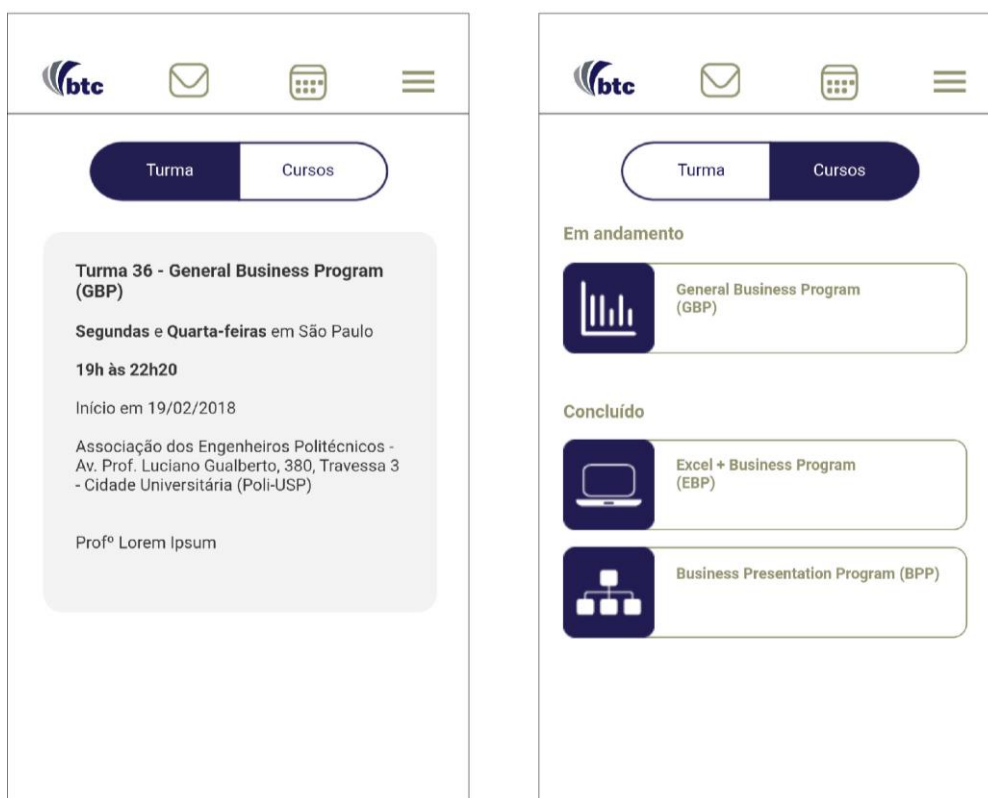 btc
Turma
Cursos
Turma 36 - General Business Program
(GBP)
Segundas e Quarta-feiras em São Paulo
19h às 22h20
Início em 19/02/2018
Associação dos Engenheiros Politécnicos -
Av. Prof. Luciano Gualberto, 380, Travessa 3
- Cidade Universitária (Poli-USP)
Profº Lorem Ipsum
btc
Turma
Cursos
Em andamento
General Business Program
(GBP)
Concluído
Excel + Business Program
(EBP)
Business Presentation Program (BPP)